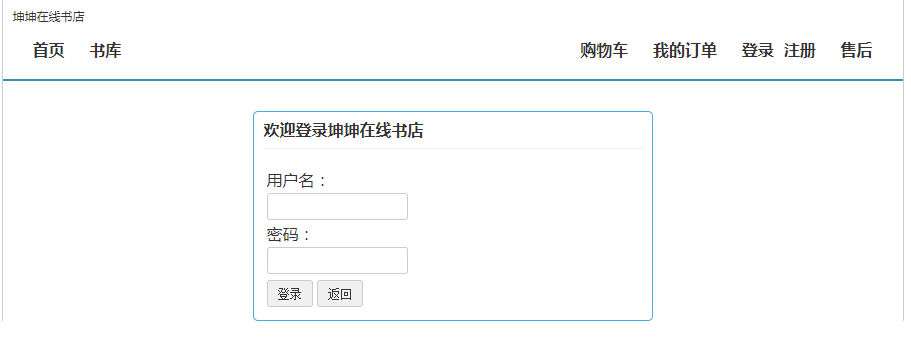 坤坤在线书店
首页 书库 购物车 我的订单 登录 注册 售后
欢迎登录坤坤在线书店
用户名：
密码：
登录 返回